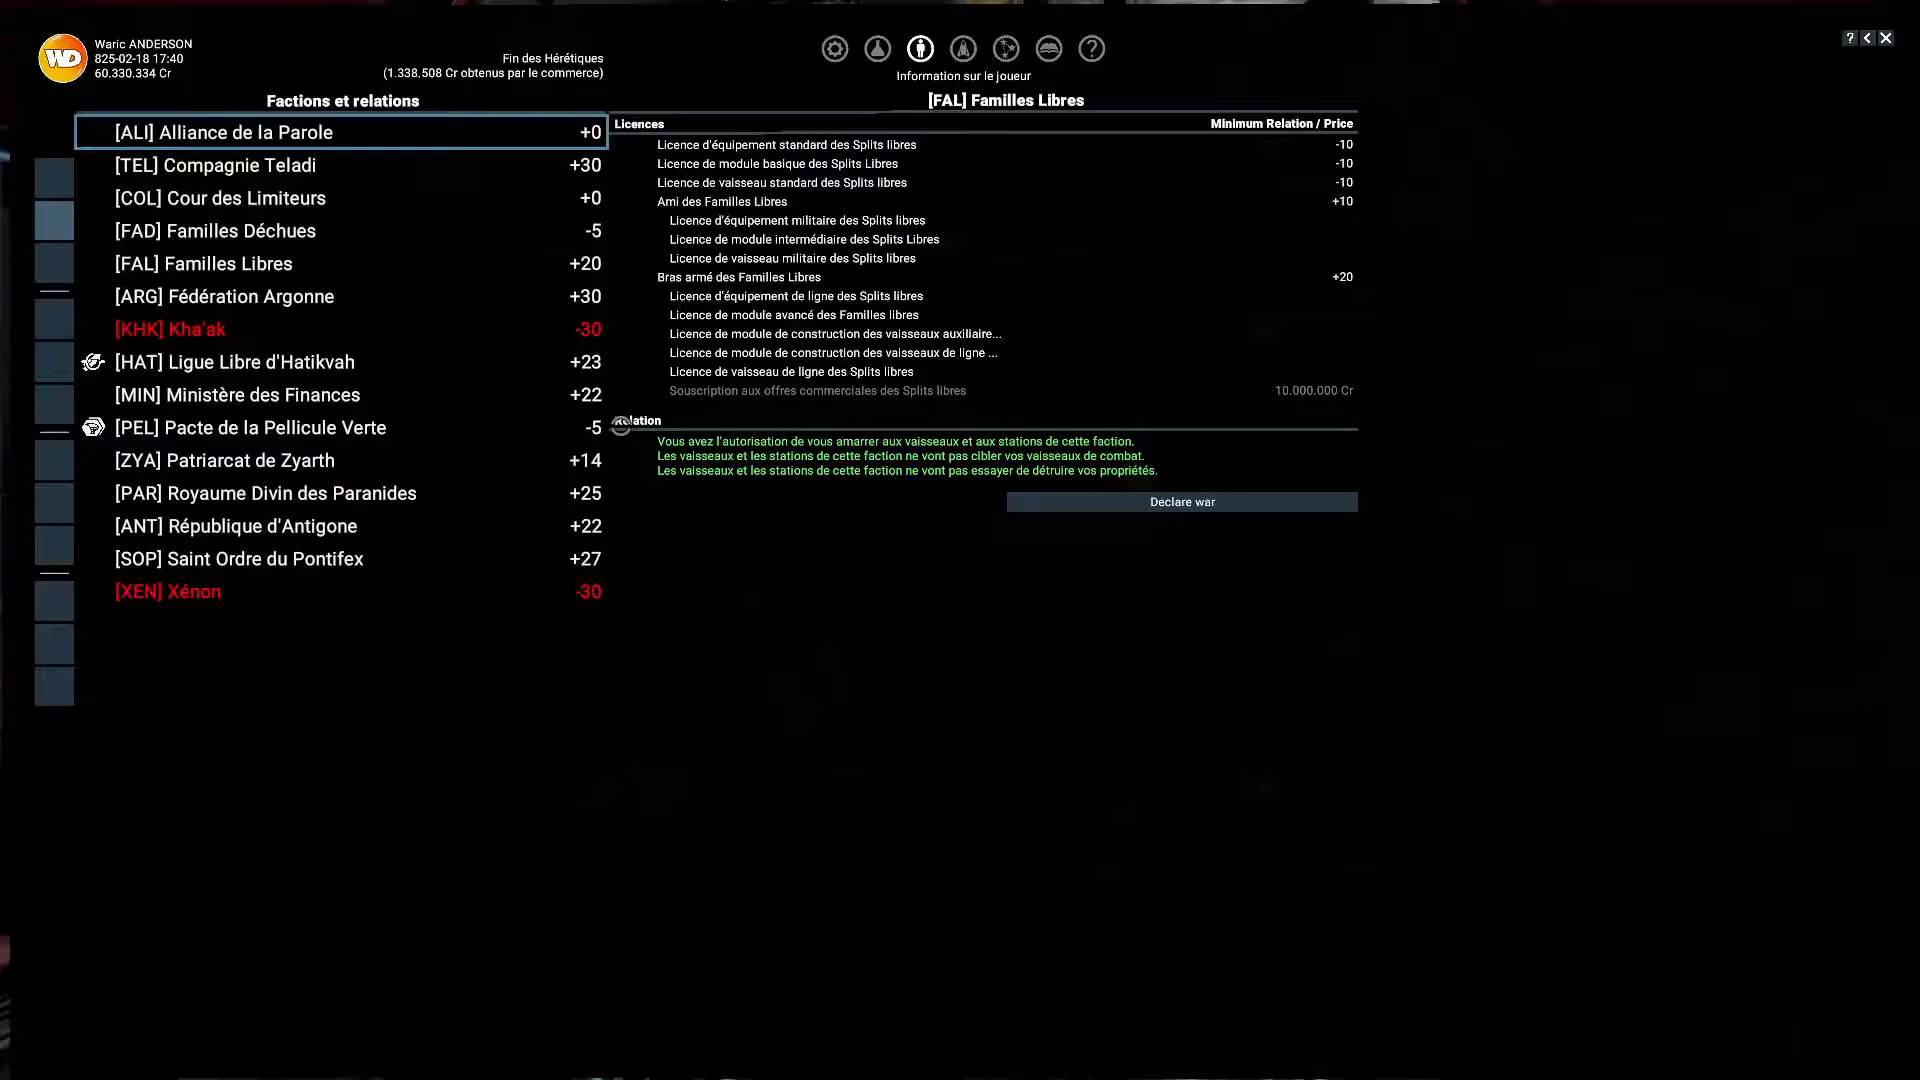 WD
Waric ANDERSON
825-02-18 17:40
60.330.334 Cr
Fin des Hérétiques
(1.338.508 Cr obtenus par le commerce)
?
Information sur le joueur
? < X
Factions et relations
[ALI] Alliance de la Parole +0
[TEL] Compagnie Teladi +30
[COL] Cour des Limiteurs +0
[FAD] Familles Déchues -5
[FAL] Familles Libres +20
[ARG] Fédération Argonne +30
[KHK] Kha'ak -30
[HAT] Ligue Libre d'Hatikvah +23
[MIN] Ministère des Finances +22
[PEL] Pacte de la Pellicule Verte -5
[ZYA] Patriarcat de Zyarth +14
[PAR] Royaume Divin des Paranides +25
[ANT] République d'Antigone +22
[SOP] Saint Ordre du Pontifex +27
[XEN] Xénon -30
[FAL] Familles Libres
Licences Minimum Relation / Price
Licence d'équipement standard des Splits libres -10
Licence de module basique des Splits Libres -10
Licence de vaisseau standard des Splits libres -10
Ami des Familles Libres +10
Licence d'équipement militaire des Splits libres
Licence de module intermédiaire des Splits Libres
Licence de vaisseau militaire des Splits libres
Bras armé des Familles Libres +20
Licence d'équipement de ligne des Splits libres
Licence de module avancé des Familles libres
Licence de module de construction des vaisseaux auxiliaire...
Licence de module de construction des vaisseaux de ligne ...
Licence de vaisseau de ligne des Splits libres
Souscription aux offres commerciales des Splits libres 10.000.000 Cr
Relation
Vous avez l'autorisation de vous amarrer aux vaisseaux et aux stations de cette faction.
Les vaisseaux et les stations de cette faction ne vont pas cibler vos vaisseaux de combat.
Les vaisseaux et les stations de cette faction ne vont pas essayer de détruire vos propriétés.
Declare war